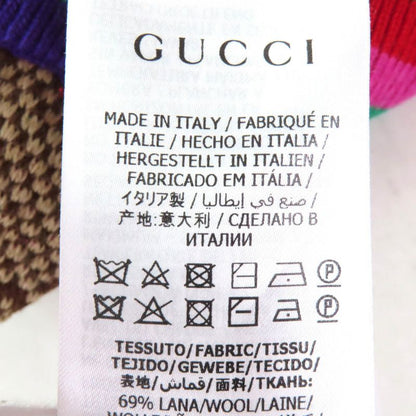 GUCCI
MADE IN ITALY / FABRIQUÉ EN
ITALIE / HECHO EN ITALIA /
HERGESTELLT IN ITALIEN /
FABRICADO EM ITÁLIA /
イタリア製 / صنع في إيطاليا /
产地:意大利 / СДЕЛАНО В
ИТАЛИИ
TESSUTO/FABRIC/TISSU/
TEJIDO/GEWEBE/TECIDO/
表地/قماش/面料/ТКАНЬ:
69% LANA/WOOL/LAINE/